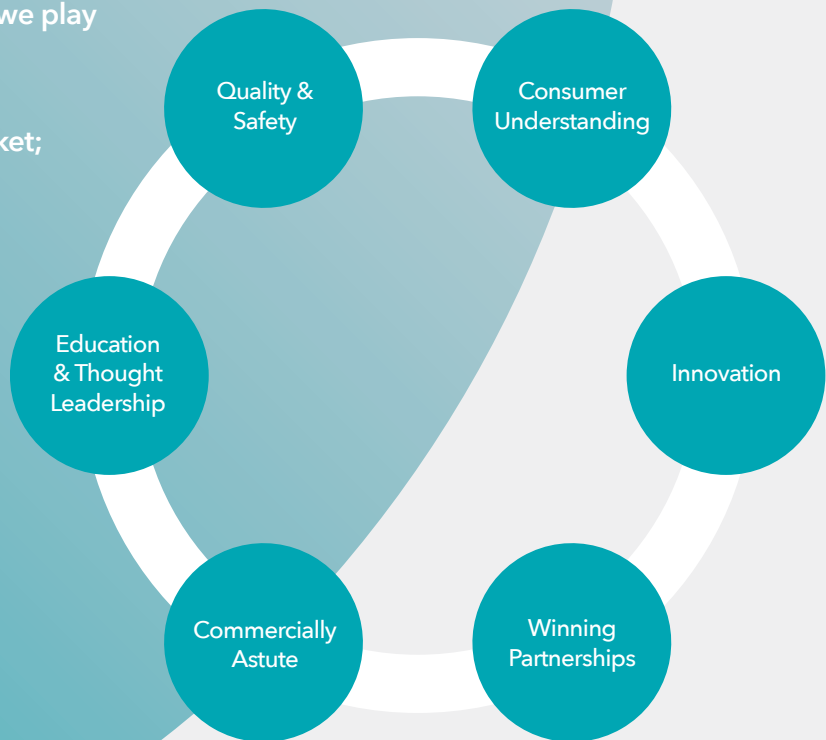 we play
ket;
Quality &
Safety
Consumer
Understanding
Education
& Thought
Leadership
Innovation
Commercially
Astute
Winning
Partnerships